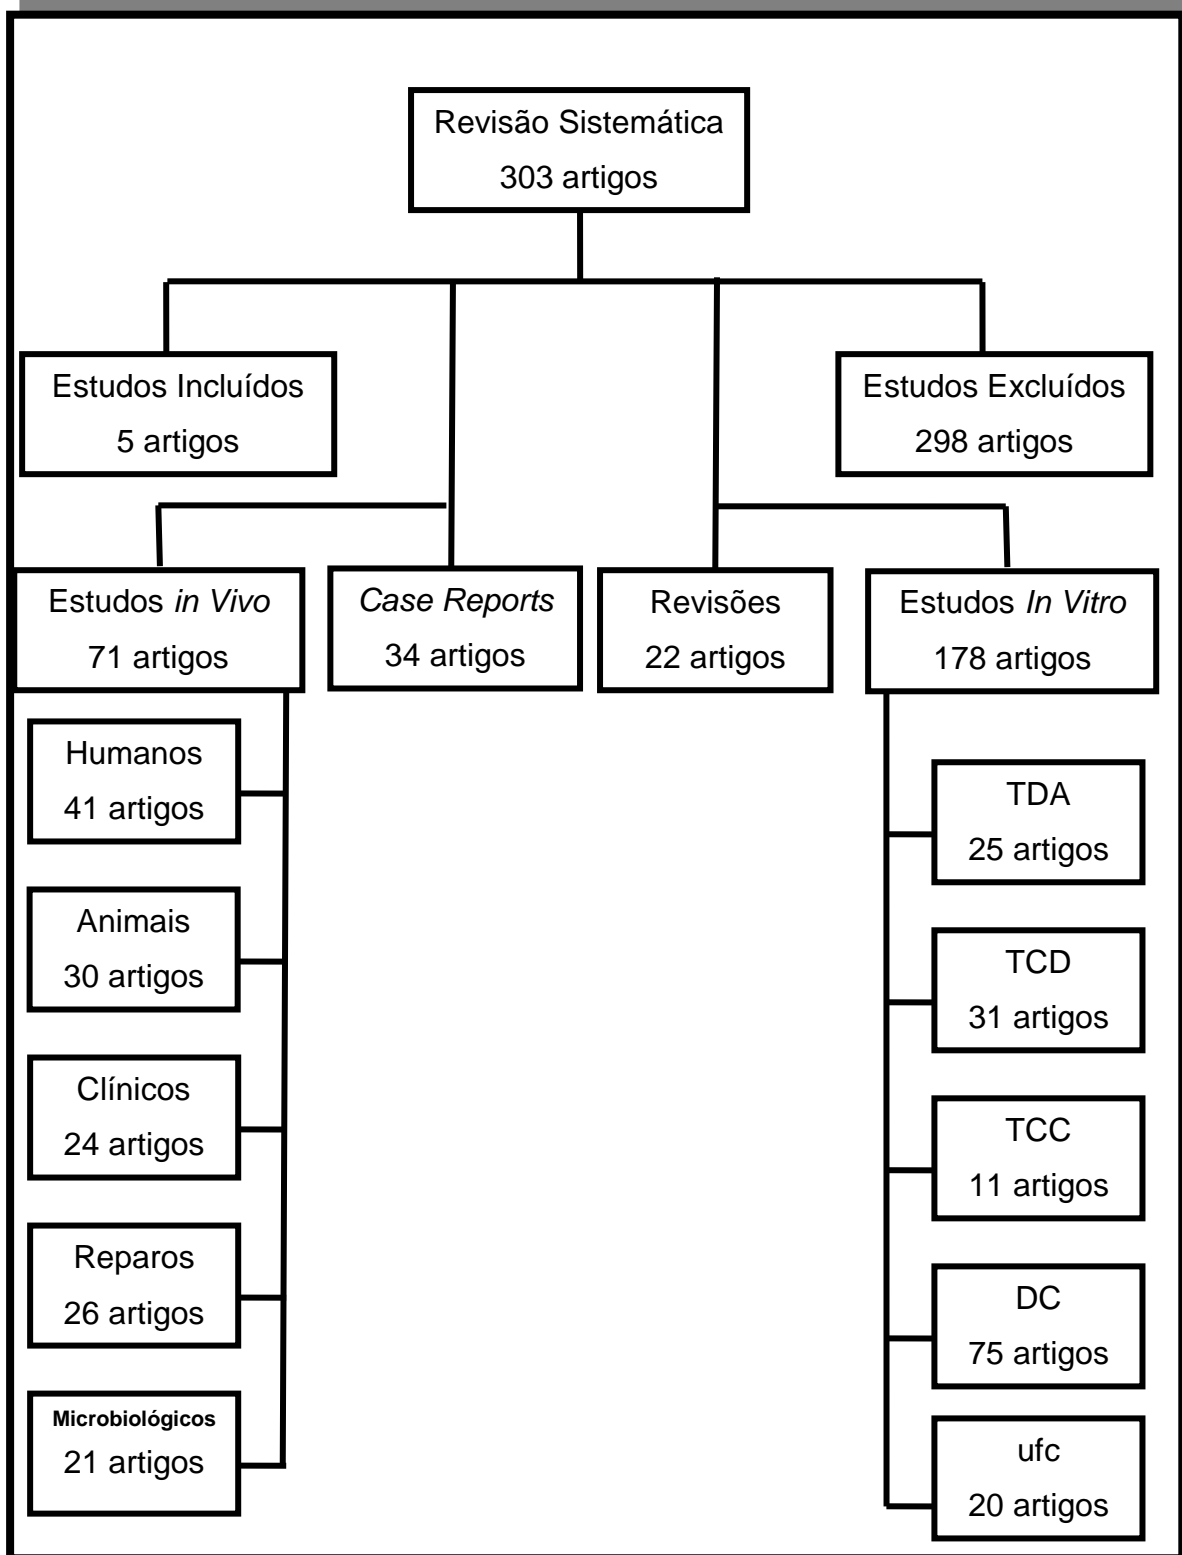 Revisão Sistemática
303 artigos
Estudos Incluídos
5 artigos
Estudos Excluídos
298 artigos
Estudos in Vivo
71 artigos
Case Reports
34 artigos
Revisões
22 artigos
Estudos In Vitro
178 artigos
Humanos
41 artigos
Animais
30 artigos
Clínicos
24 artigos
Reparos
26 artigos
Microbiológicos
21 artigos
TDA
25 artigos
TCD
31 artigos
TCC
11 artigos
DC
75 artigos
ufc
20 artigos